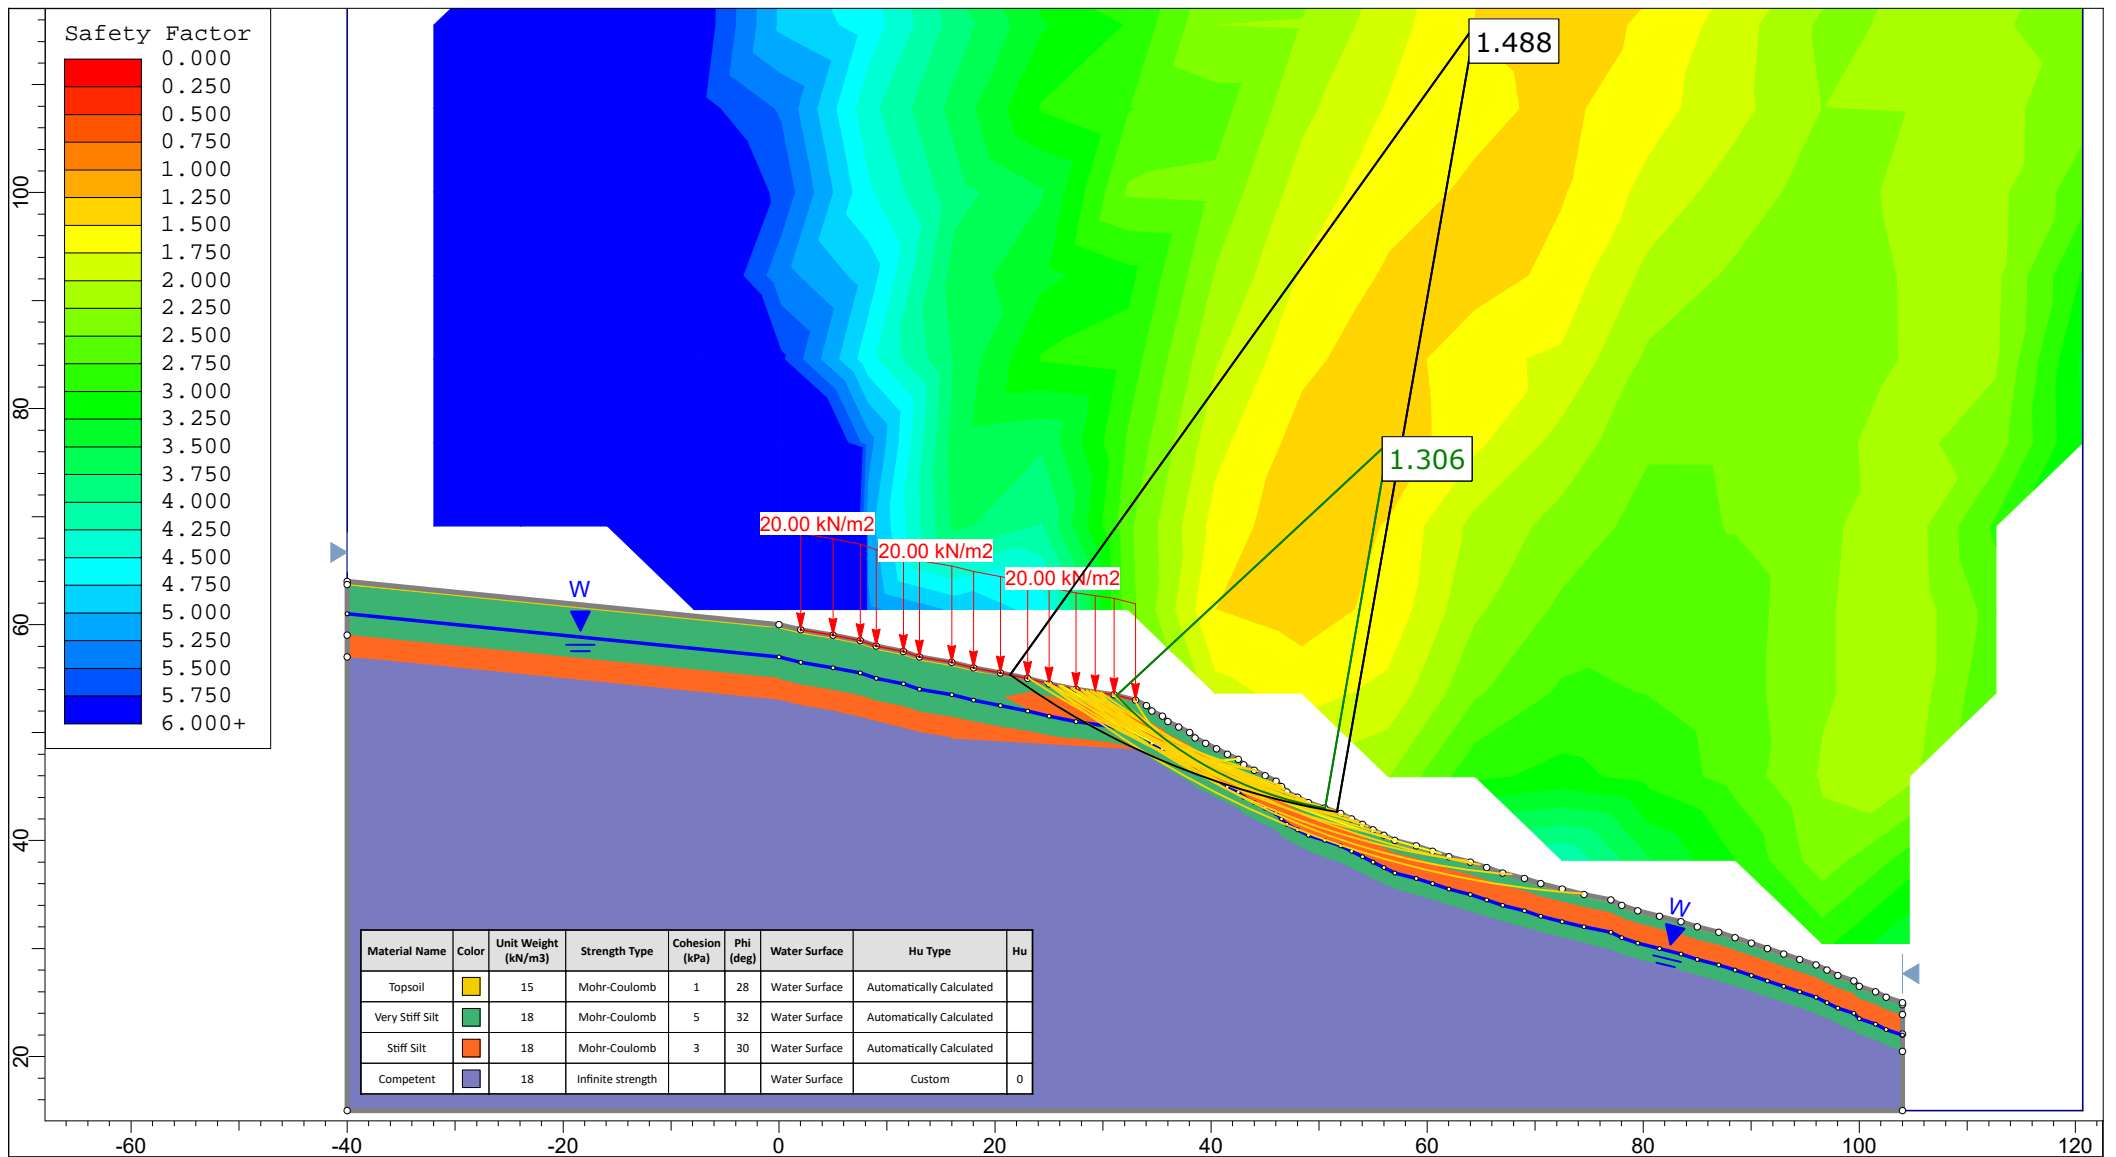 Safety Factor
0.000
0.250
0.500
0.750
1.000
1.250
1.500
1.750
2.000
2.250
2.500
2.750
3.000
3.250
3.500
3.750
4.000
4.250
4.500
4.750
5.000
5.250
5.500
5.750
6.000+
1.488
1.306
20.00 kN/m2
20.00 kN/m2
20.00 kN/m2
W
W
100
80
60
40
20
Material Name Color Unit Weight (kN/m3) Strength Type Cohesion (kPa) Phi (deg) Water Surface Hu Type Hu
Topsoil 15 Mohr-Coulomb 1 28 Water Surface Automatically Calculated
Very Stiff Silt 18 Mohr-Coulomb 5 32 Water Surface Automatically Calculated
Stiff Silt 18 Mohr-Coulomb 3 30 Water Surface Automatically Calculated
Competent 18 Infinite strength Water Surface Custom 0
-60 -40 -20 0 20 40 60 80 100 120